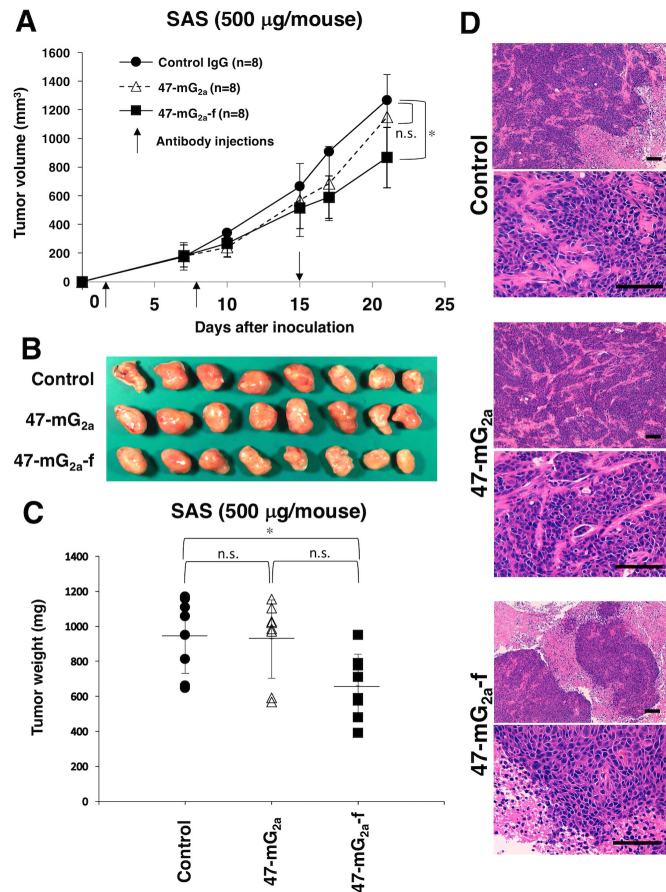 A
SAS (500 μg/mouse)
Tumor volume (mm³)
1600
1400
1200
1000
800
600
400
200
0
Control IgG (n=8)
47-mG₂ₐ (n=8)
47-mG₂ₐ-f (n=8)
Antibody injections
n.s.
*
0 5 10 15 20 25
Days after inoculation
B
Control
47-mG₂ₐ
47-mG₂ₐ-f
C
SAS (500 μg/mouse)
*
n.s. n.s.
Tumor weight (mg)
1400
1200
1000
800
600
400
200
0
Control
47-mG₂ₐ
47-mG₂ₐ-f
D
Control
47-mG₂ₐ
47-mG₂ₐ-f